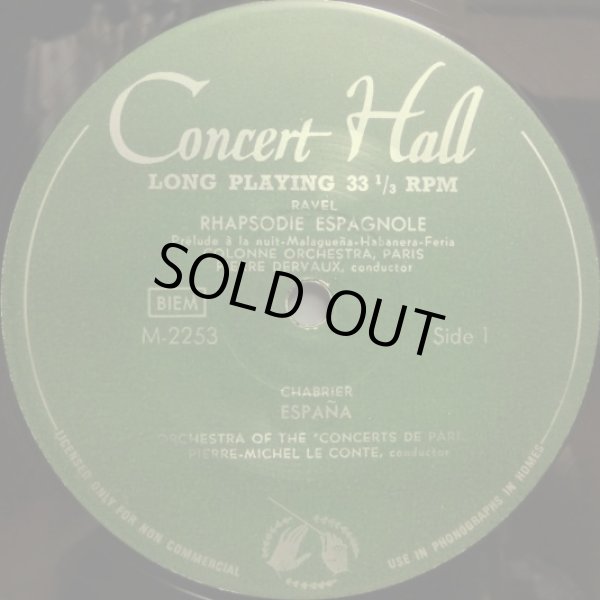 Concert Hall
LONG PLAYING 33 1/3 RPM
RAVEL
RHAPSODIE ESPAGNOLE
Prélude à la nuit-Malagueña-Habanera-Feria
COLONNE ORCHESTRA, PARIS
PIERRE DERVAUX, conductor
SOLD OUT
BIEM
M-2253
Side 1
CHABRIER
ESPAÑA
ORCHESTRA OF THE "CONCERTS DE PARI
PIERRE-MICHEL LE CONTE, conductor
LICENSED ONLY FOR NON COMMERCIAL
USE IN PHONOGRAPHS IN HOMES